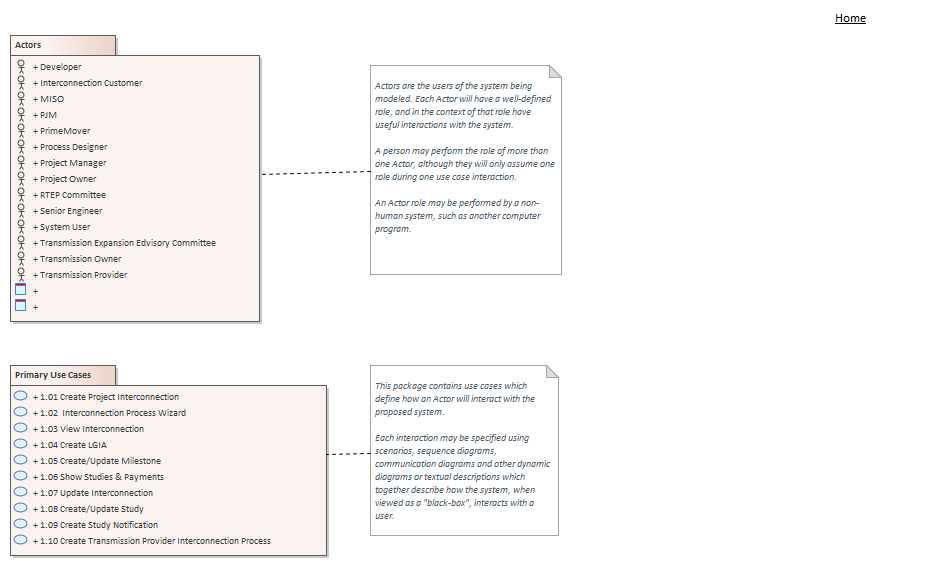 Home
Actors
+ Developer
+ Interconnection Customer
+ MISO
+ PJM
+ PrimeMover
+ Process Designer
+ Project Manager
+ Project Owner
+ RTEP Committee
+ Senior Engineer
+ System User
+ Transmission Expansion Edvisory Committee
+ Transmission Owner
+ Transmission Provider
+
+
Actors are the users of the system being
modeled. Each Actor will have a well-defined
role, and in the context of that role have
useful interactions with the system.
A person may perform the role of more than
one Actor, although they will only assume one
role during one use case interaction.
An Actor role may be performed by a non-
human system, such as another computer
program.
Primary Use Cases
+ 1.01 Create Project Interconnection
+ 1.02  Interconnection Process Wizard
+ 1.03 View Interconnection
+ 1.04 Create LGIA
+ 1.05 Create/Update Milestone
+ 1.06 Show Studies & Payments
+ 1.07 Update Interconnection
+ 1.08 Create/Update Study
+ 1.09 Create Study Notification
+ 1.10 Create Transmission Provider Interconnection Process
This package contains use cases which
define how an Actor will interact with the
proposed system.
Each interaction may be specified using
scenarios, sequence diagrams,
communication diagrams and other dynamic
diagrams or textual descriptions which
together describe how the system, when
viewed as a "black-box", interacts with a
user.